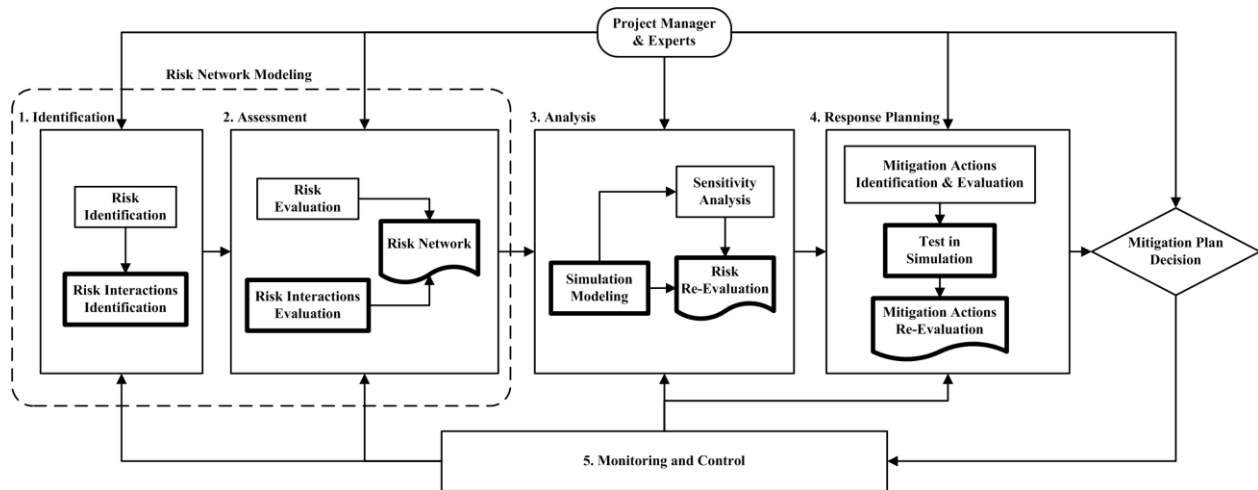 Project Manager
& Experts
Risk Network Modeling
1. Identification
2. Assessment
3. Analysis
4. Response Planning
Risk
Identification
Risk Interactions
Identification
Risk
Evaluation
Risk Network
Risk Interactions
Evaluation
Sensitivity
Analysis
Simulation
Modeling
Risk
Re-Evaluation
Mitigation Actions
Identification & Evaluation
Test in
Simulation
Mitigation Actions
Re-Evaluation
Mitigation Plan
Decision
5. Monitoring and Control